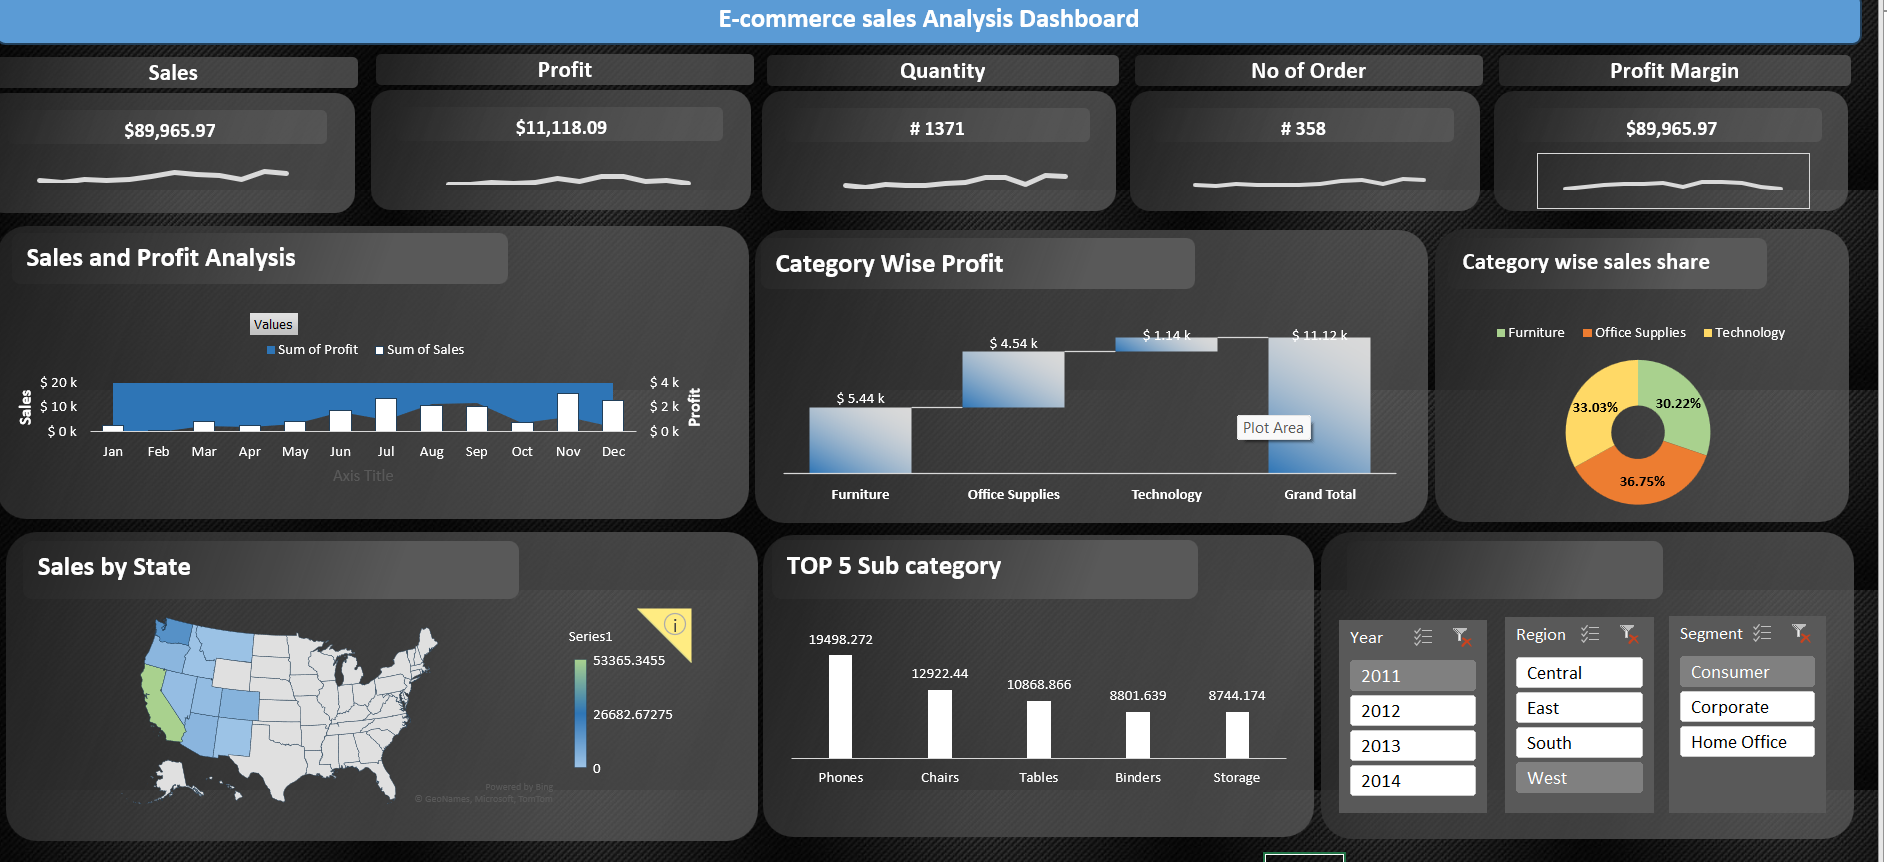 E-commerce sales Analysis Dashboard
Sales
Profit
Quantity
No of Order
Profit Margin
$89,965.97
$11,118.09
# 1371
# 358
$89,965.97
Sales and Profit Analysis
Values
Sum of Profit
Sum of Sales
Sales
$ 20 k
$ 10 k
$ 0 k
$ 4 k
$ 2 k
$ 0 k
Profit
Jan Feb Mar Apr May Jun Jul Aug Sep Oct Nov Dec
Axis Title
Category Wise Profit
$ 5.44 k
$ 4.54 k
$ 1.14 k
$ 11.12 k
Plot Area
Furniture Office Supplies Technology Grand Total
Category wise sales share
Furniture Office Supplies Technology
33.03%
30.22%
36.75%
Sales by State
Series1
53365.3455
26682.67275
0
Powered by Bing
© GeoNames, Microsoft, TomTom
TOP 5 Sub category
19498.272
12922.44
10868.866
8801.639
8744.174
Phones Chairs Tables Binders Storage
Year
2011
2012
2013
2014
Region
Central
East
South
West
Segment
Consumer
Corporate
Home Office